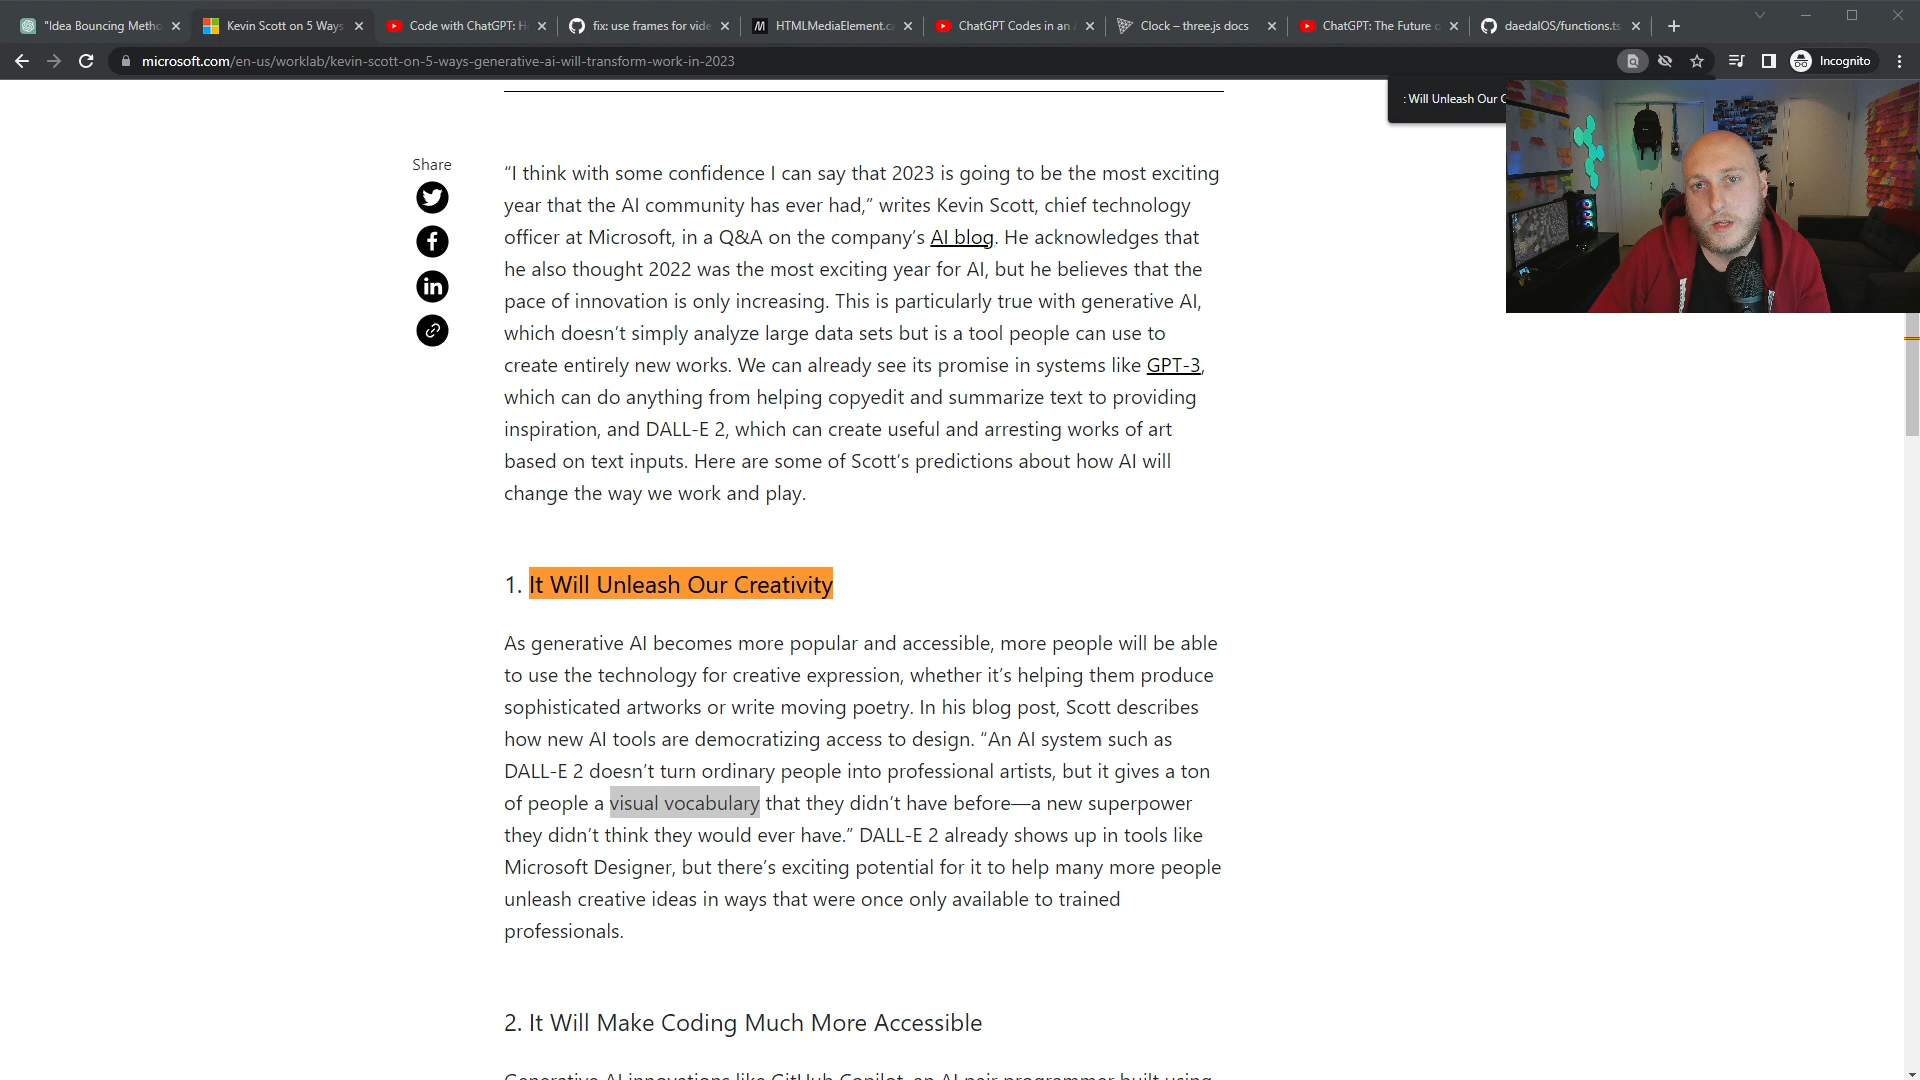 "Idea Bouncing Metho
Kevin Scott on 5 Ways
Code with ChatGPT: H
fix: use frames for vide
HTMLMediaElement.c
ChatGPT Codes in an
Clock – three.js docs
ChatGPT: The Future o
daedalOS/functions.ts
microsoft.com/en-us/worklab/kevin-scott-on-5-ways-generative-ai-will-transform-work-in-2023
Incognito
: Will Unleash Our C
Share
“I think with some confidence I can say that 2023 is going to be the most exciting
year that the AI community has ever had,” writes Kevin Scott, chief technology
officer at Microsoft, in a Q&A on the company’s AI blog. He acknowledges that
he also thought 2022 was the most exciting year for AI, but he believes that the
pace of innovation is only increasing. This is particularly true with generative AI,
which doesn’t simply analyze large data sets but is a tool people can use to
create entirely new works. We can already see its promise in systems like GPT-3,
which can do anything from helping copyedit and summarize text to providing
inspiration, and DALL-E 2, which can create useful and arresting works of art
based on text inputs. Here are some of Scott’s predictions about how AI will
change the way we work and play.
1. It Will Unleash Our Creativity
As generative AI becomes more popular and accessible, more people will be able
to use the technology for creative expression, whether it’s helping them produce
sophisticated artworks or write moving poetry. In his blog post, Scott describes
how new AI tools are democratizing access to design. “An AI system such as
DALL-E 2 doesn’t turn ordinary people into professional artists, but it gives a ton
of people a visual vocabulary that they didn’t have before—a new superpower
they didn’t think they would ever have.” DALL-E 2 already shows up in tools like
Microsoft Designer, but there’s exciting potential for it to help many more people
unleash creative ideas in ways that were once only available to trained
professionals.
2. It Will Make Coding Much More Accessible
Generative AI innovations like GitHub Copilot, an AI pair programmer built using